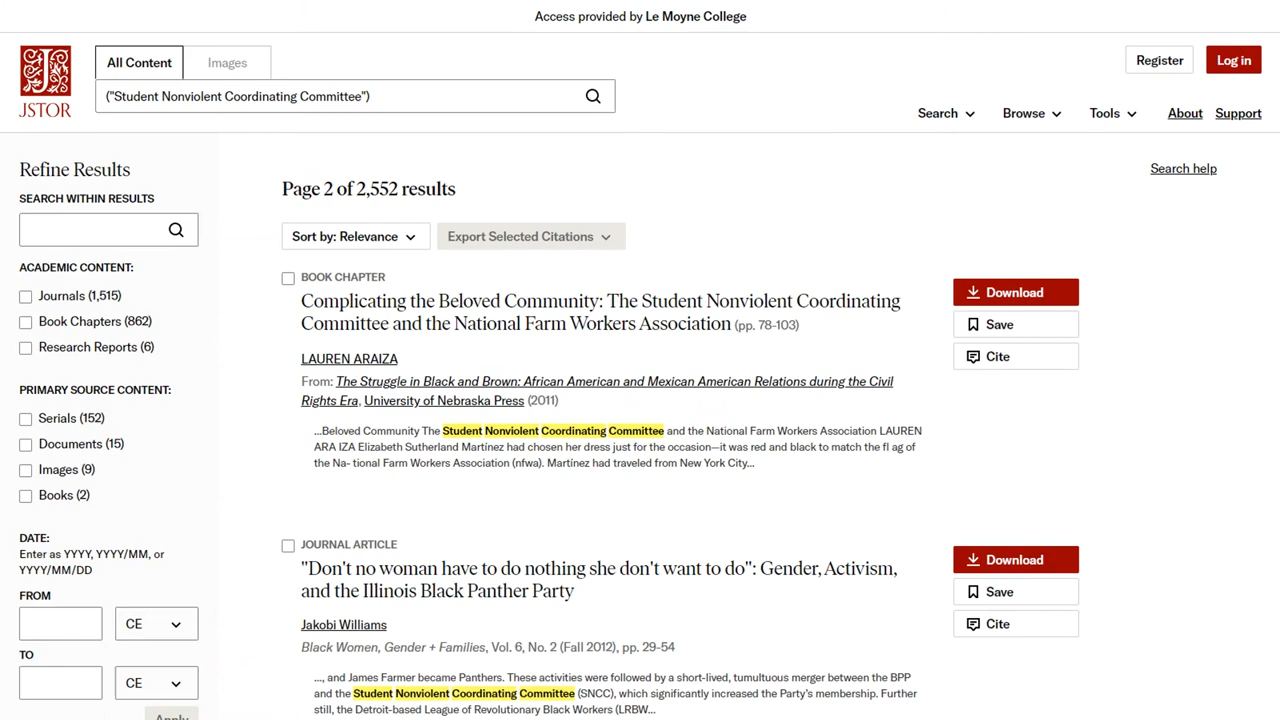 Access provided by Le Moyne College
JSTOR
All Content
Images
("Student Nonviolent Coordinating Committee")
Register
Log in
Search
Browse
Tools
About
Support
Refine Results
SEARCH WITHIN RESULTS
ACADEMIC CONTENT:
Journals (1,515)
Book Chapters (862)
Research Reports (6)
PRIMARY SOURCE CONTENT:
Serials (152)
Documents (15)
Images (9)
Books (2)
DATE:
Enter as YYYY, YYYY/MM, or
YYYY/MM/DD
FROM
CE
TO
CE
Apply
Search help
Page 2 of 2,552 results
Sort by: Relevance
Export Selected Citations
BOOK CHAPTER
Complicating the Beloved Community: The Student Nonviolent Coordinating
Committee and the National Farm Workers Association (pp. 78-103)
LAUREN ARAIZA
From: The Struggle in Black and Brown: African American and Mexican American Relations during the Civil
Rights Era, University of Nebraska Press (2011)
...Beloved Community The Student Nonviolent Coordinating Committee and the National Farm Workers Association LAUREN
ARA IZA Elizabeth Sutherland Martínez had chosen her dress just for the occasion—it was red and black to match the fl ag of
the Na- tional Farm Workers Association (nfwa). Martínez had traveled from New York City...
Download
Save
Cite
JOURNAL ARTICLE
"Don't no woman have to do nothing she don't want to do": Gender, Activism,
and the Illinois Black Panther Party
Jakobi Williams
Black Women, Gender + Families, Vol. 6, No. 2 (Fall 2012), pp. 29-54
..., and James Farmer became Panthers. These activities were followed by a short-lived, tumultuous merger between the BPP
and the Student Nonviolent Coordinating Committee (SNCC), which significantly increased the Party's membership. Further
still, the Detroit-based League of Revolutionary Black Workers (LRBW...
Download
Save
Cite